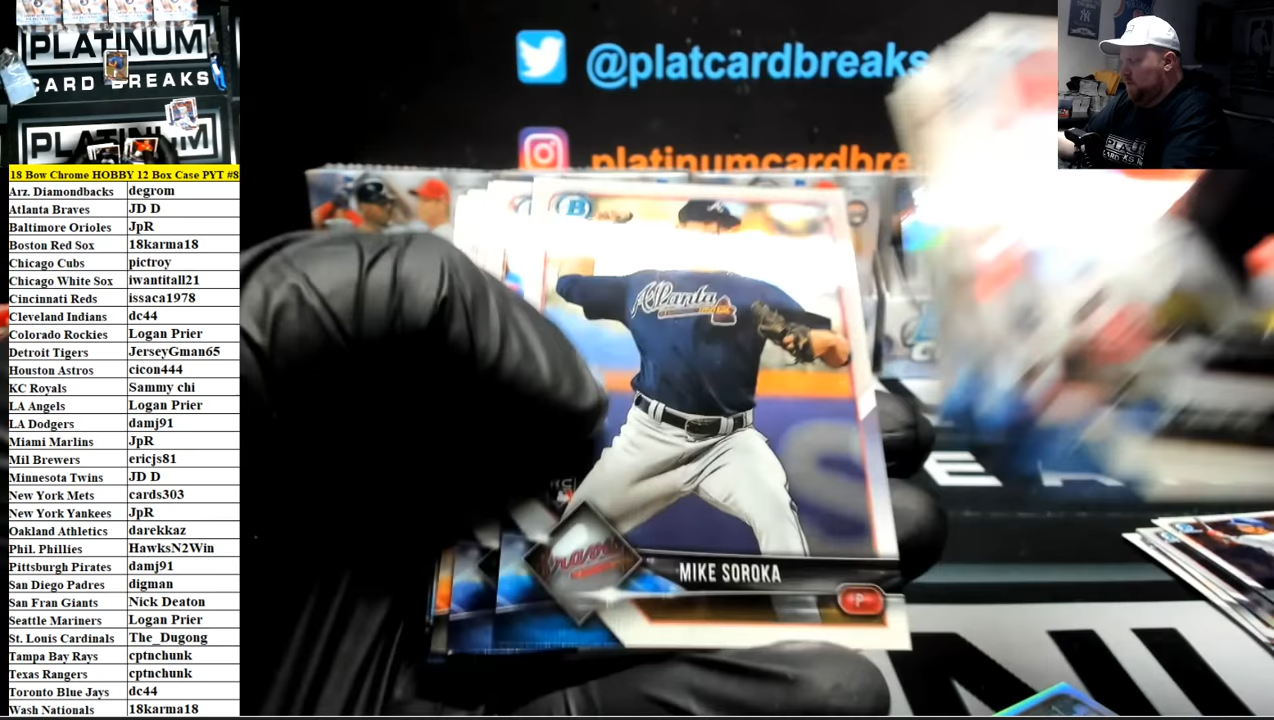 PLATINUM
CARD BREAKS
PLATINUM
@platcardbreaks
platinumcardbre
18 Bow Chrome HOBBY 12 Box Case PYT #8
Arz. Diamondbacks degrom
Atlanta Braves JD D
Baltimore Orioles JpR
Boston Red Sox 18karma18
Chicago Cubs pictroy
Chicago White Sox iwantitall21
Cincinnati Reds issaca1978
Cleveland Indians dc44
Colorado Rockies Logan Prier
Detroit Tigers JerseyGman65
Houston Astros cicon444
KC Royals Sammy chi
LA Angels Logan Prier
LA Dodgers damj91
Miami Marlins JpR
Mil Brewers ericjs81
Minnesota Twins JD D
New York Mets cards303
New York Yankees JpR
Oakland Athletics darekkaz
Phil. Phillies HawksN2Win
Pittsburgh Pirates damj91
San Diego Padres digman
San Fran Giants Nick Deaton
Seattle Mariners Logan Prier
St. Louis Cardinals The_Dugong
Tampa Bay Rays cptnchunk
Texas Rangers cptnchunk
Toronto Blue Jays dc44
Wash Nationals 18karma18
B
Atlanta
Braves
MIKE SOROKA
P